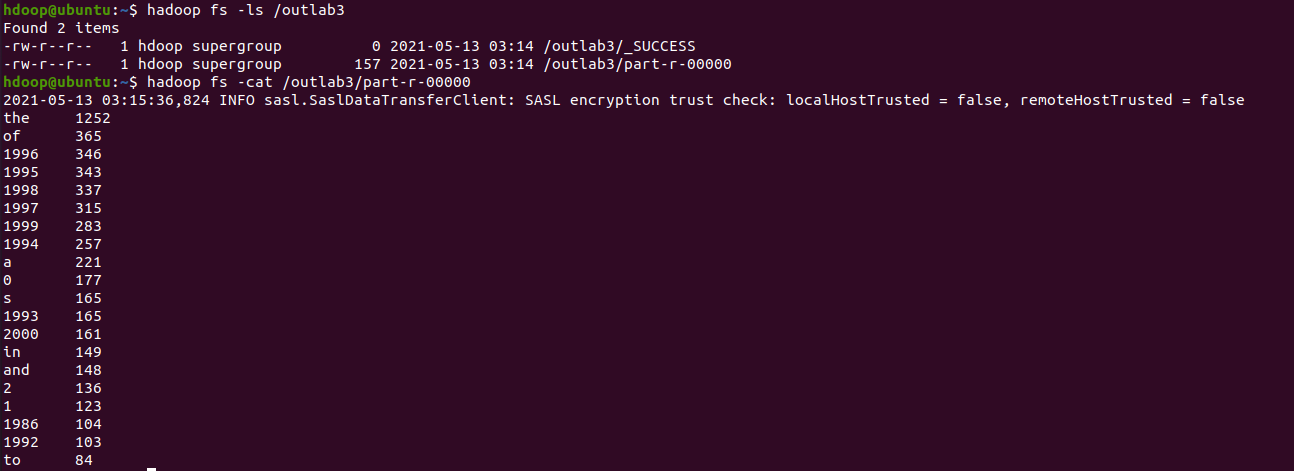 hdoop@ubuntu:~$ hadoop fs -ls /outlab3
Found 2 items
-rw-r--r--   1 hdoop supergroup          0 2021-05-13 03:14 /outlab3/_SUCCESS
-rw-r--r--   1 hdoop supergroup        157 2021-05-13 03:14 /outlab3/part-r-00000
hdoop@ubuntu:~$ hadoop fs -cat /outlab3/part-r-00000
2021-05-13 03:15:36,824 INFO sasl.SaslDataTransferClient: SASL encryption trust check: localHostTrusted = false, remoteHostTrusted = false
the     1252
of      365
1996    346
1995    343
1998    337
1997    315
1999    283
1994    257
a       221
0       177
s       165
1993    165
2000    161
in      149
and     148
2       136
1       123
1986    104
1992    103
to      84